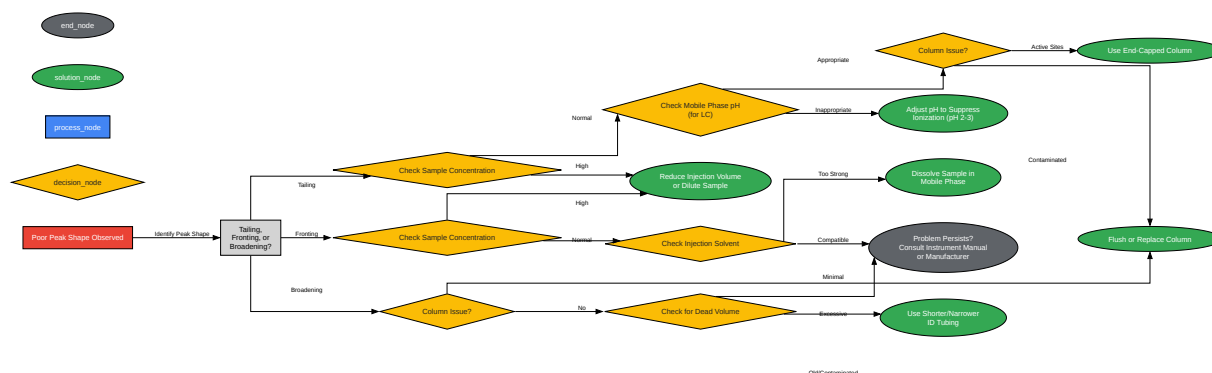 end_node
solution_node
process_node
decision_node
Poor Peak Shape Observed
Identify Peak Shape
Tailing,
Fronting, or
Broadening?
Tailing
Fronting
Broadening
Check Sample Concentration
Normal
High
Check Mobile Phase pH
(for LC)
Appropriate
Inappropriate
Column Issue?
Active Sites
Use End-Capped Column
Adjust pH to Suppress
Ionization (pH 2-3)
Contaminated
Reduce Injection Volume
or Dilute Sample
High
Check Sample Concentration
Normal
Check Injection Solvent
Too Strong
Dissolve Sample in
Mobile Phase
Compatible
Problem Persists?
Consult Instrument Manual
or Manufacturer
Flush or Replace Column
Column Issue?
No
Check for Dead Volume
Minimal
Excessive
Use Shorter/Narrower
ID Tubing
Old/Contaminated